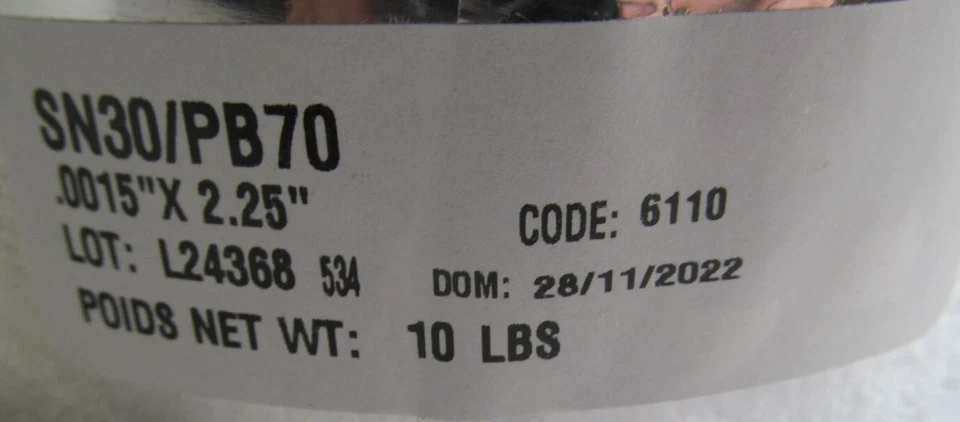 SN30/PB70
.0015"X 2.25"
CODE: 6110
LOT: L24368 534
DOM: 28/11/2022
POIDS NET WT: 10 LBS